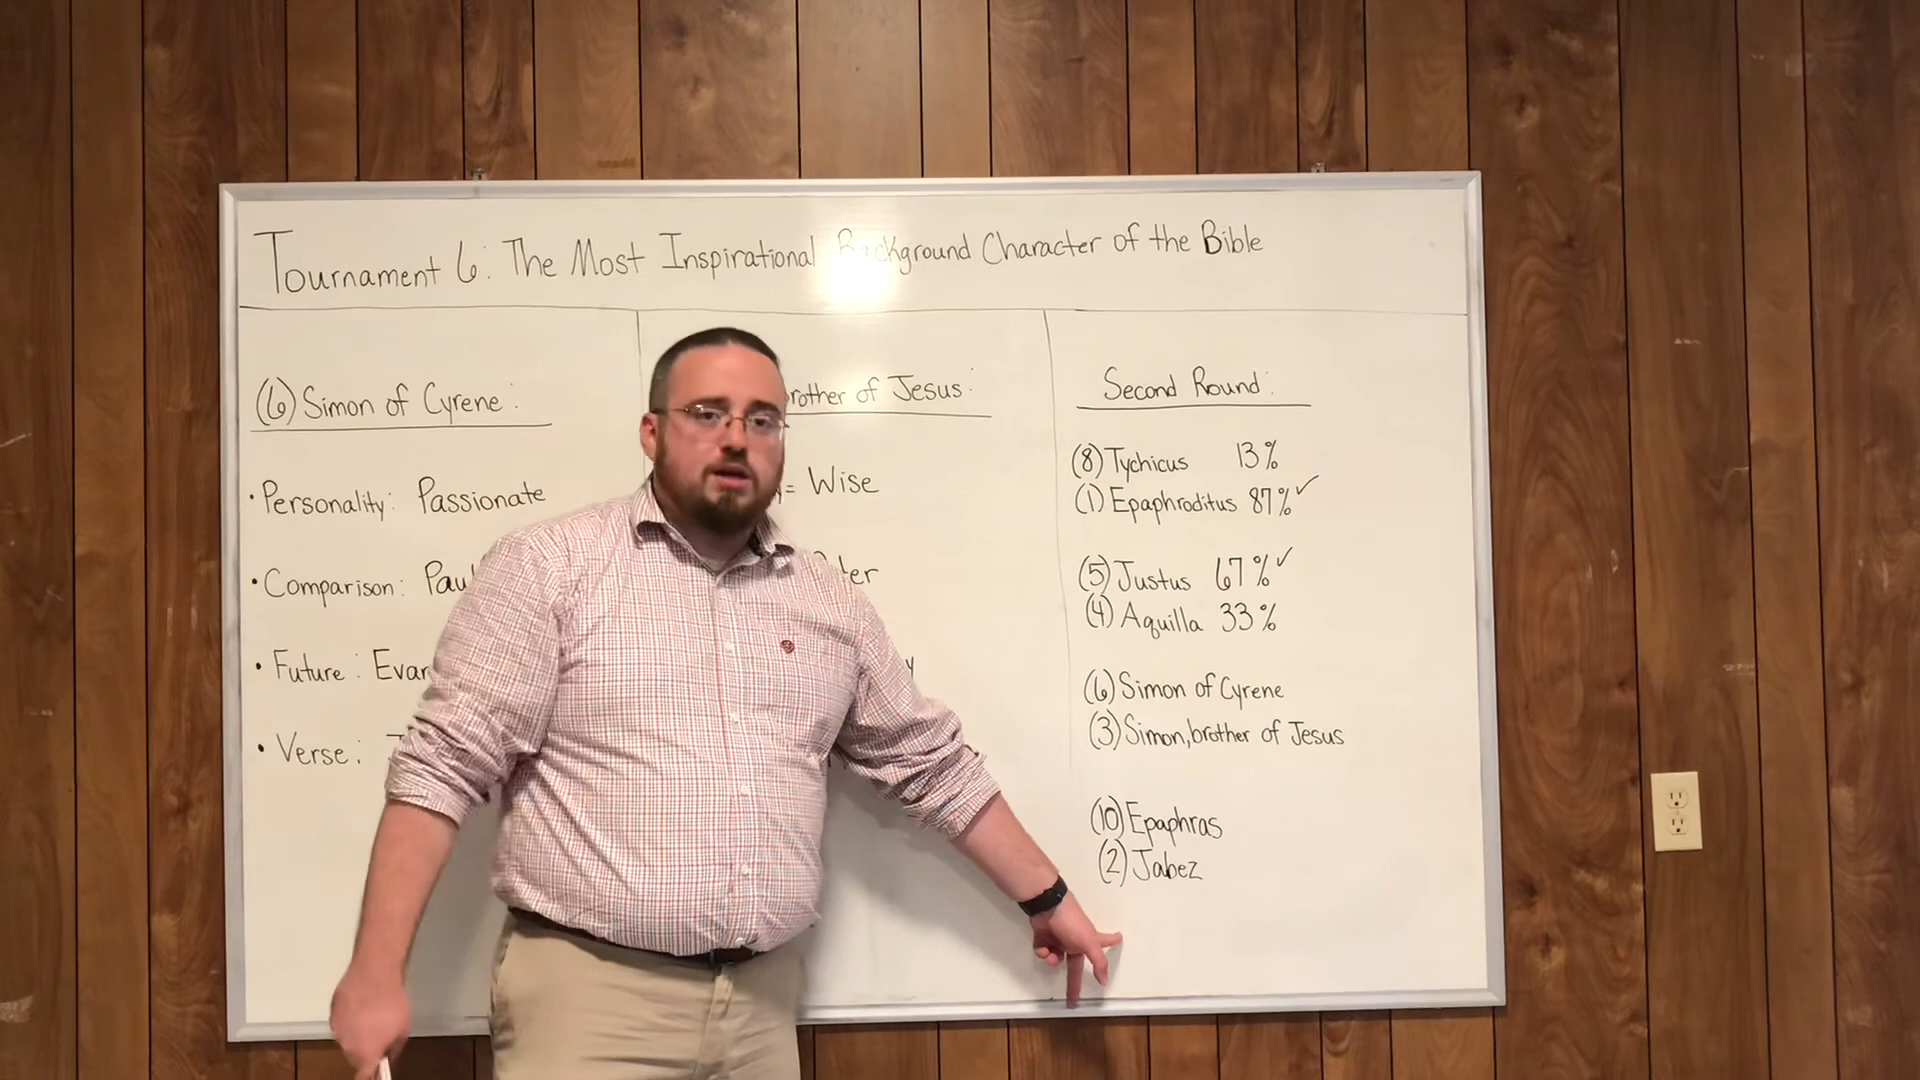 Tournament 6: The Most Inspirational Background Character of the Bible
(6) Simon of Cyrene:
• Personality: Passionate
• Comparison: Paul
• Future:
• Verse:
brother of Jesus:
= Wise
Second Round:
(8) Tychicus 13%
(1) Epaphroditus 87% ✓
(5) Justus 67% ✓
(4) Aquilla 33%
(6) Simon of Cyrene
(3) Simon, brother of Jesus
(10) Epaphras
(2) Jabez